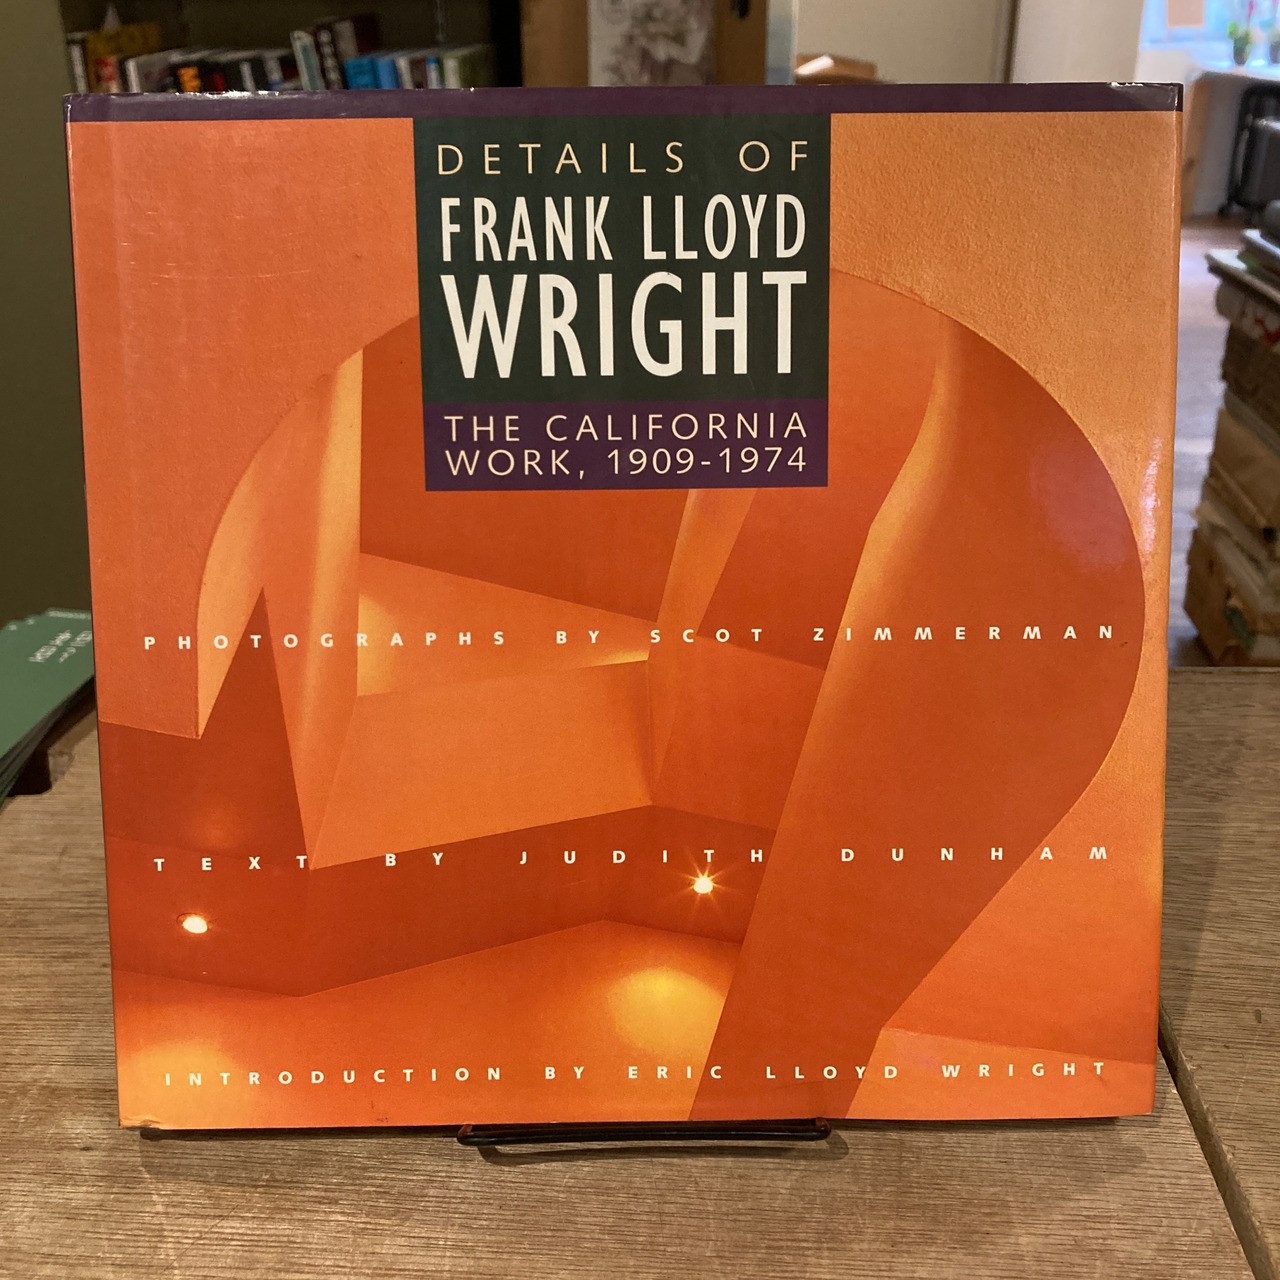 DETAILS OF
FRANK LLOYD
WRIGHT
THE CALIFORNIA
WORK, 1909-1974
PHOTOGRAPHS BY SCOT ZIMMERMAN
TEXT BY JUDITH DUNHAM
INTRODUCTION BY ERIC LLOYD WRIGHT